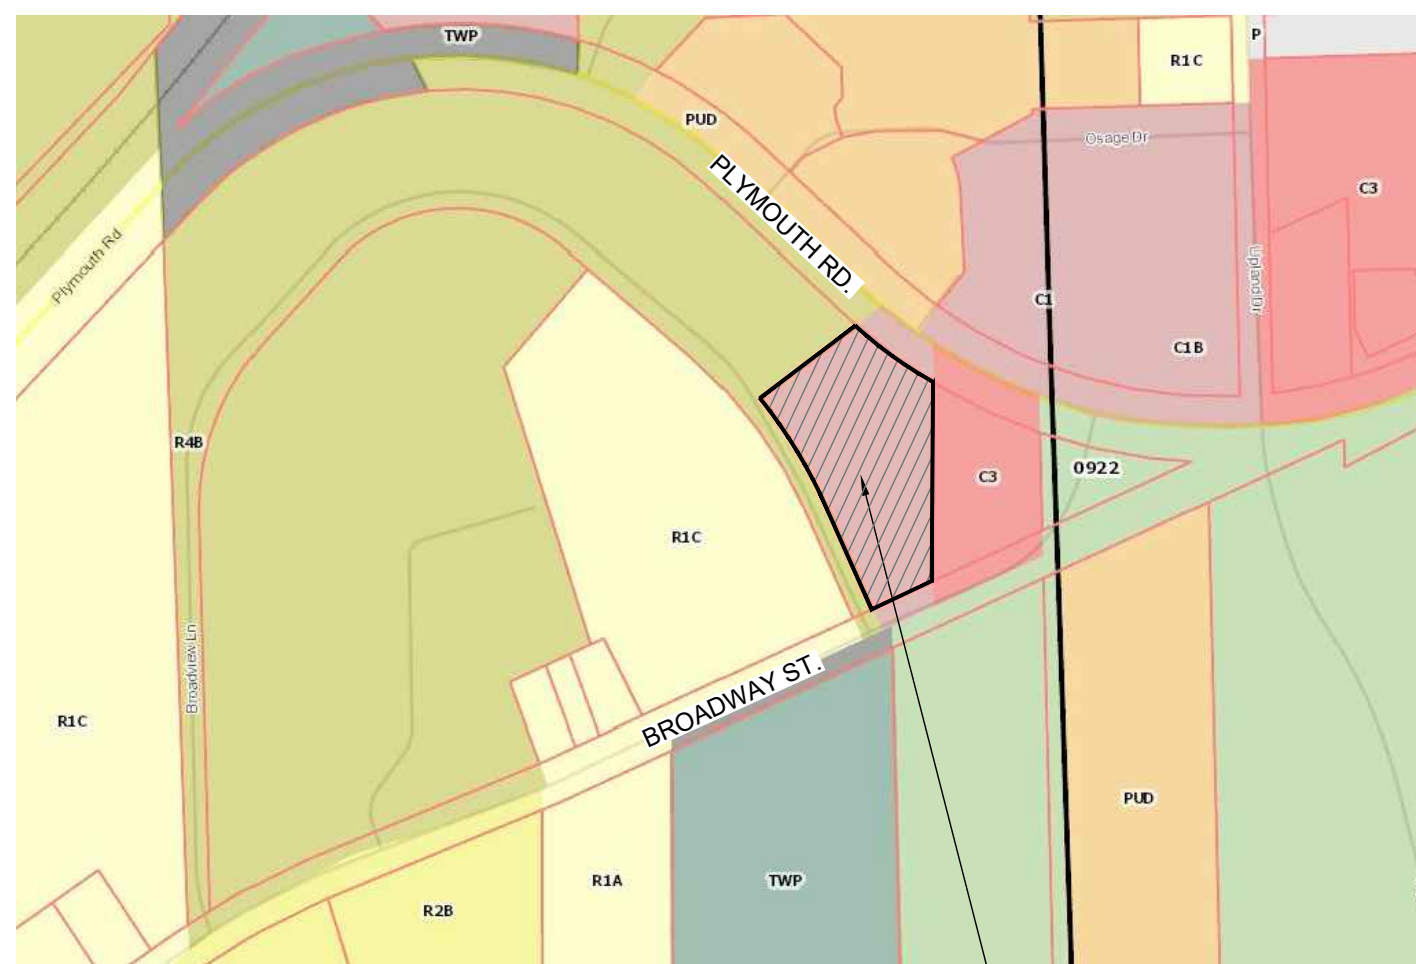 TWP
P
R1C
PUD
Osage Dr
PLYMOUTH RD.
C3
Plymouth Rd
Upland Dr
C1
C1B
R4B
0922
C3
R1C
Broadview Ln
BROADWAY ST.
R1C
PUD
R1A
TWP
R2B